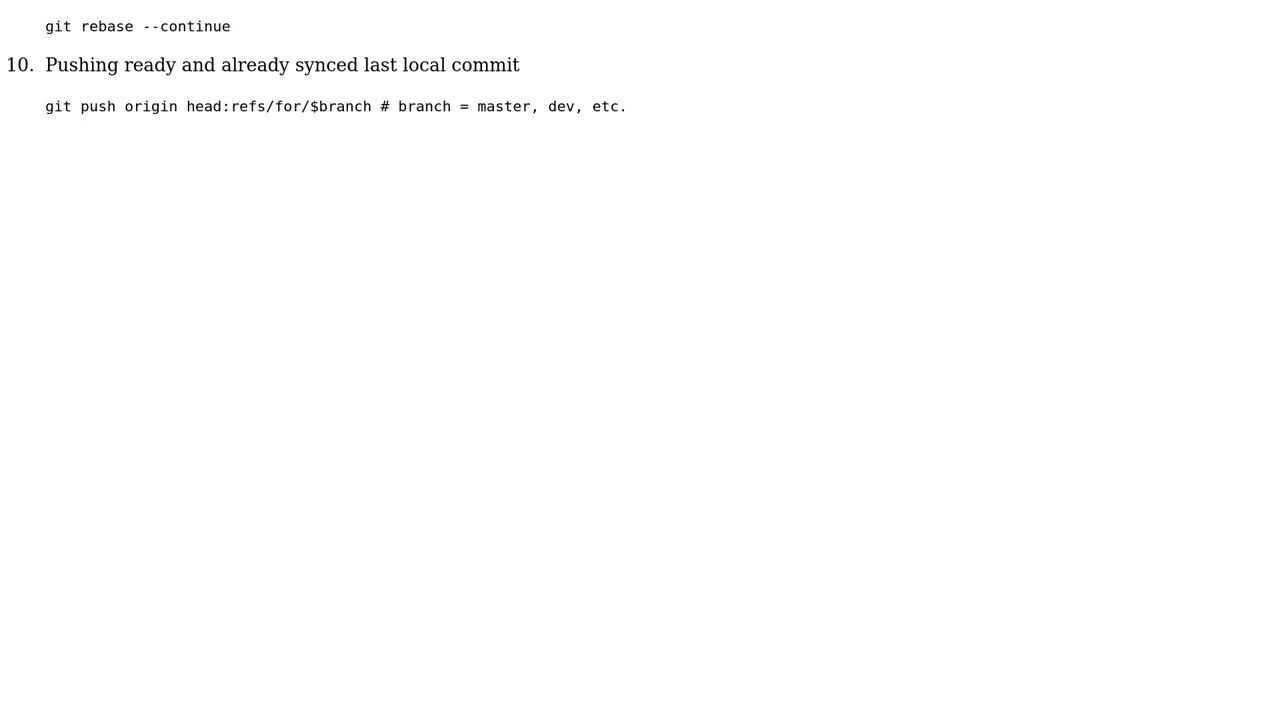 git rebase --continue
10. Pushing ready and already synced last local commit
git push origin head:refs/for/$branch # branch = master, dev, etc.